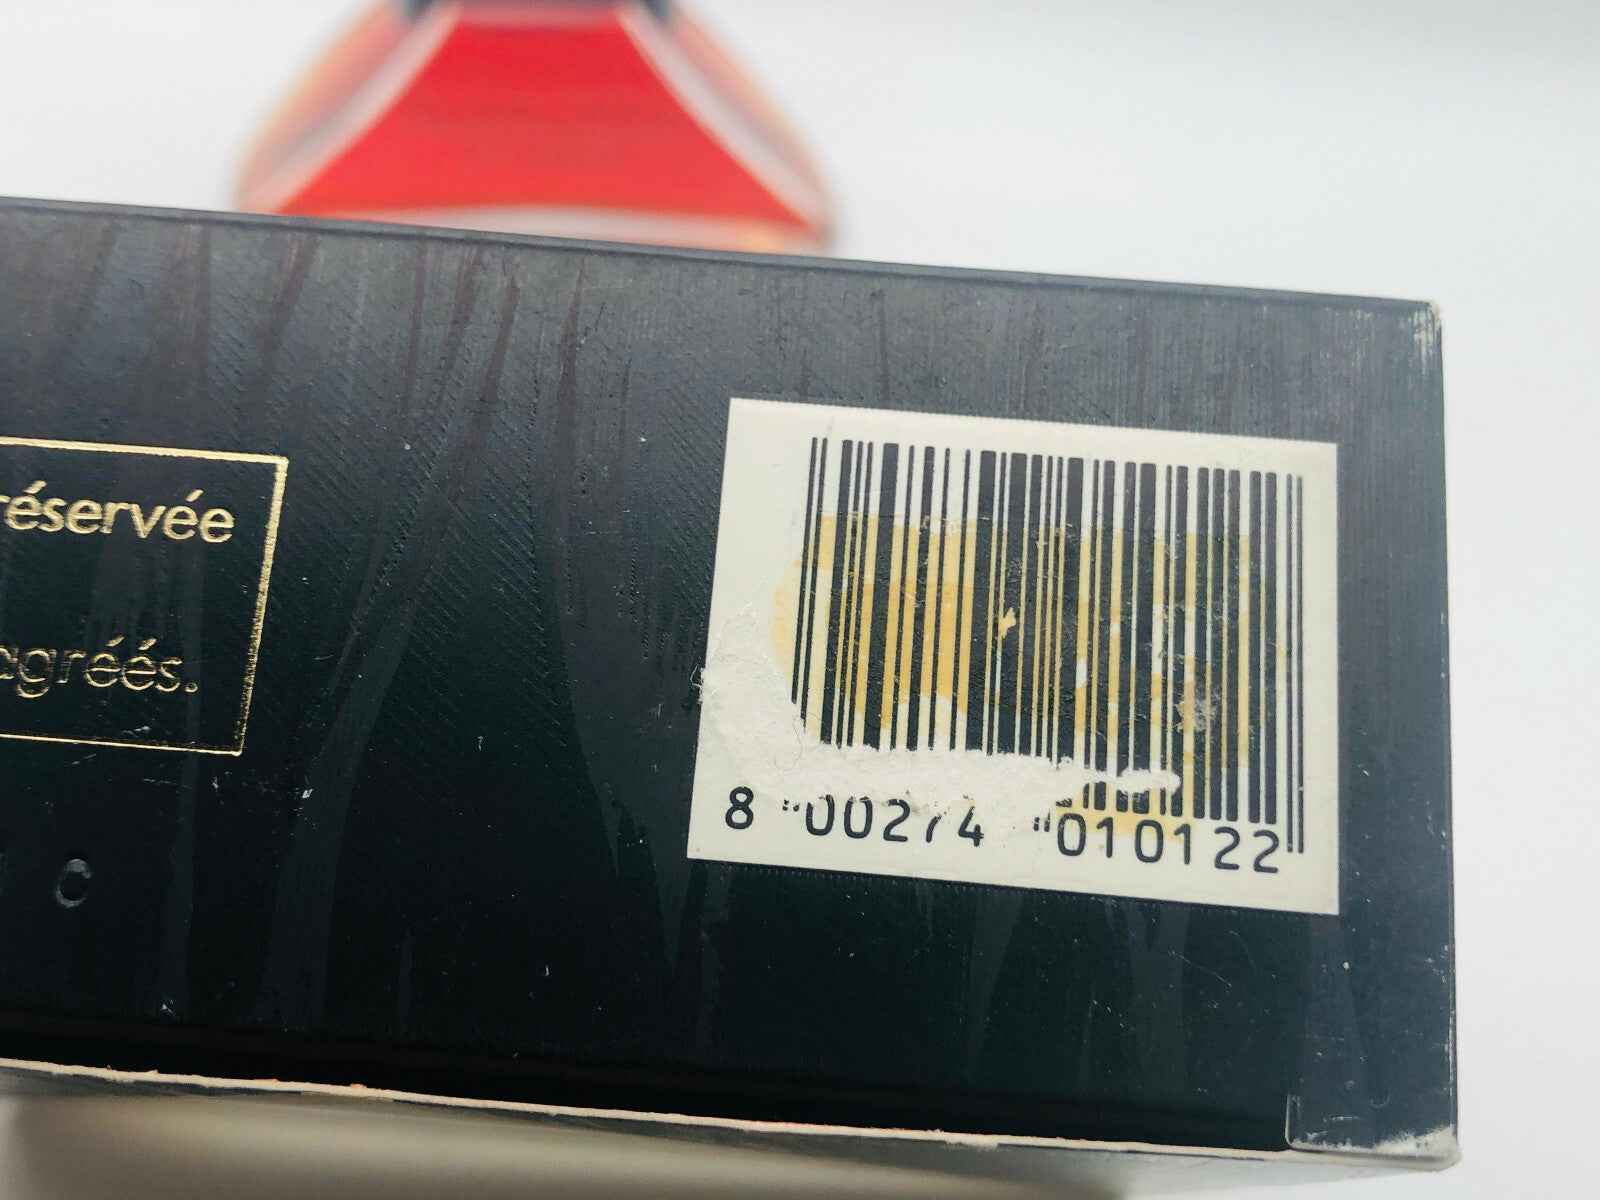 réservée
agréés.
C
8 00274 010122